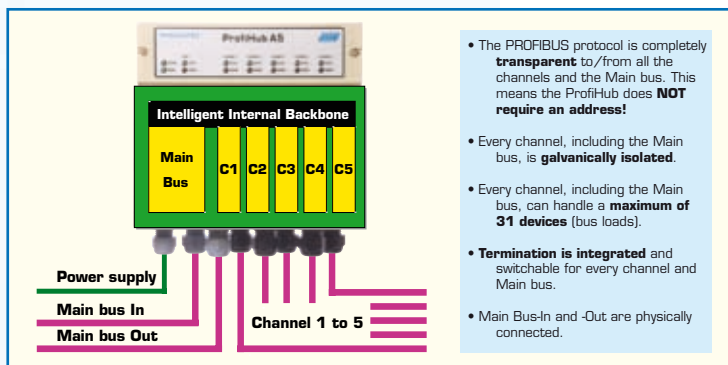 ProfiHub A5
Intelligent Internal Backbone
Main
Bus
C1 C2 C3 C4 C5
Power supply
Main bus In
Main bus Out
Channel 1 to 5
• The PROFIBUS protocol is completely
transparent to/from all the
channels and the Main bus. This
means the ProfiHub does NOT
require an address!
• Every channel, including the Main
bus, is galvanically isolated.
• Every channel, including the Main
bus, can handle a maximum of
31 devices (bus loads).
• Termination is integrated and
switchable for every channel and
Main bus.
• Main Bus-In and -Out are physically
connected.